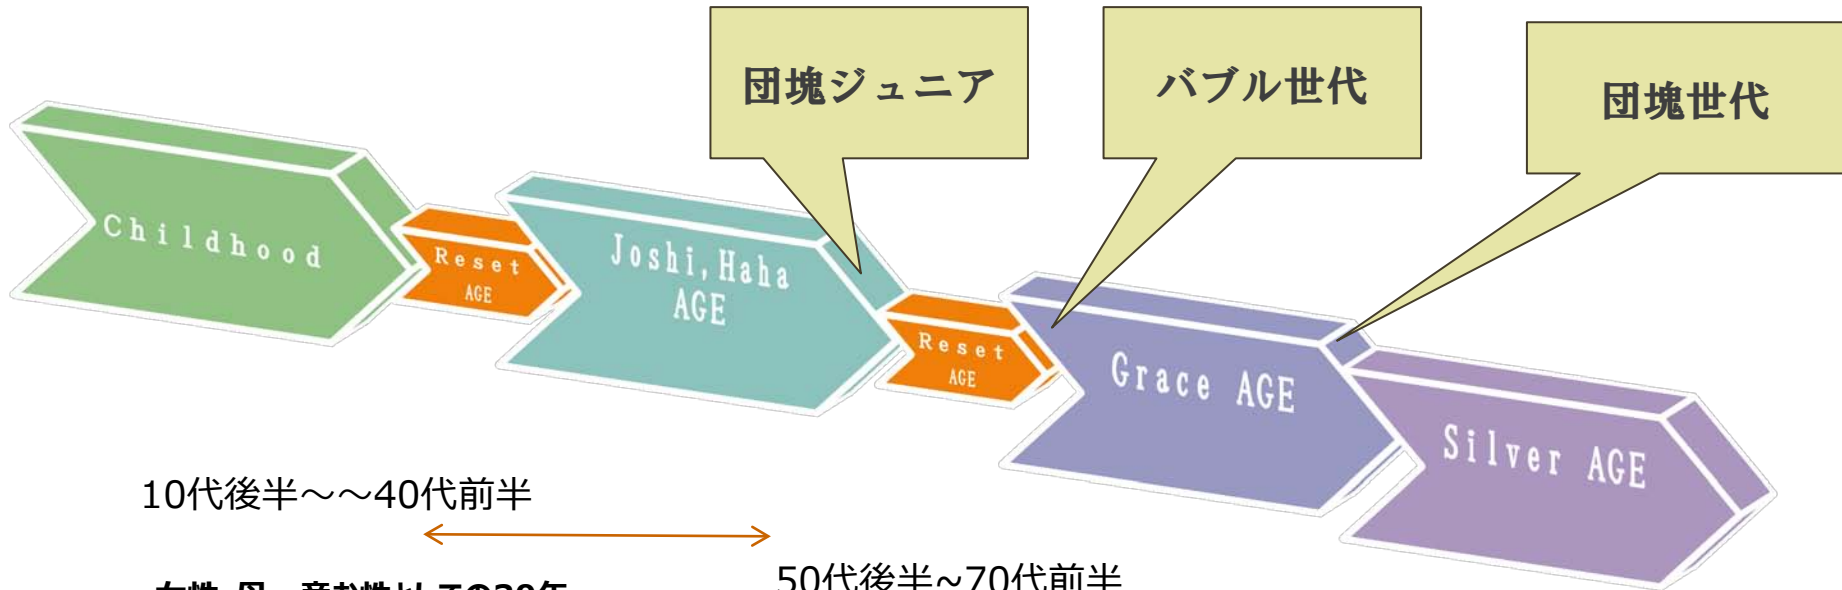 団塊ジュニア
バブル世代
団塊世代
Childhood
Reset
AGE
Joshi,Haha
AGE
Reset
AGE
Grace AGE
Silver AGE
10代後半～～40代前半
50代後半~70代前半